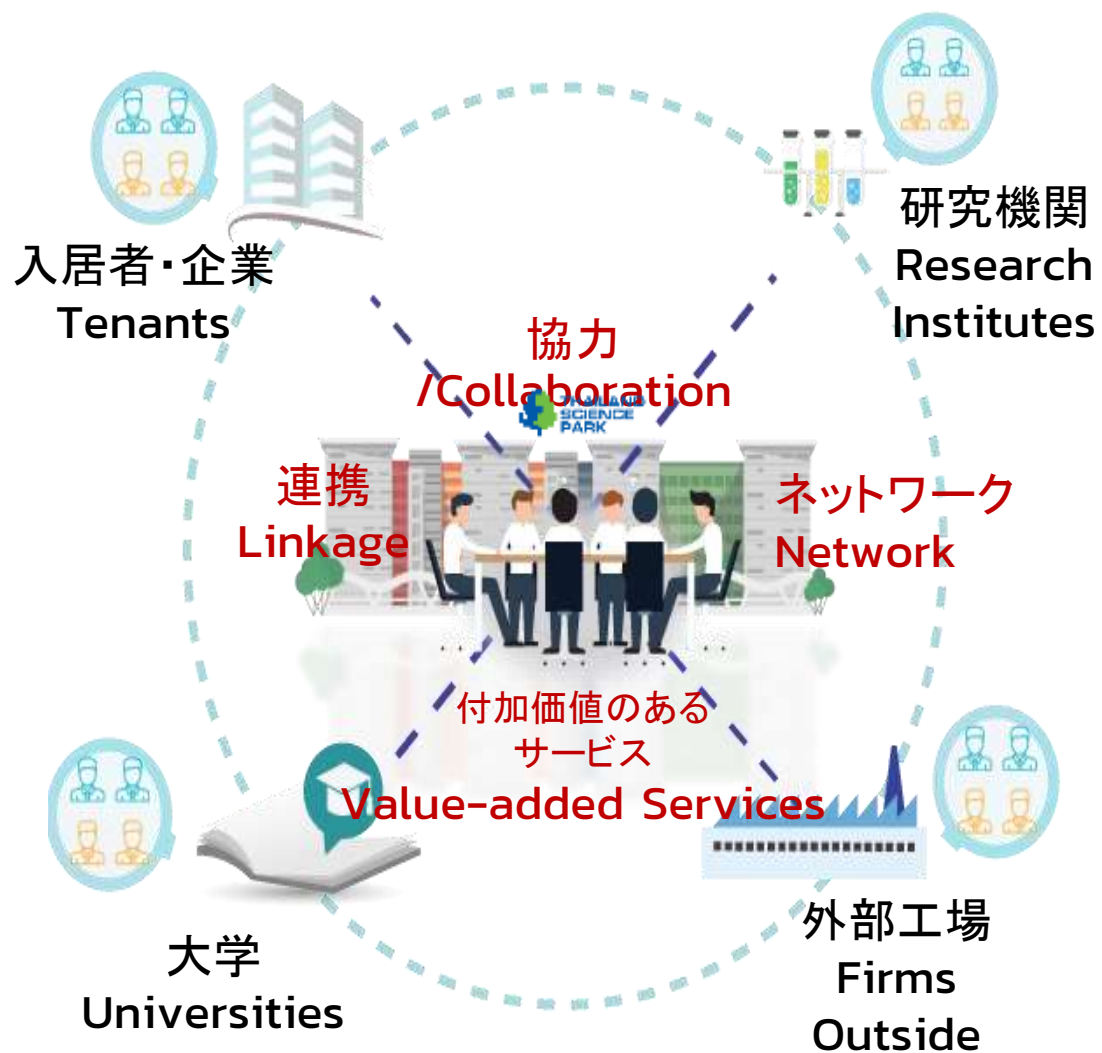 入居者・企業
Tenants
研究機関
Research
Institutes
協力
/Collaboration
THAILAND
SCIENCE
PARK
連携
Linkage
ネットワーク
Network
付加価値のある
サービス
Value-added Services
大学
Universities
外部工場
Firms
Outside